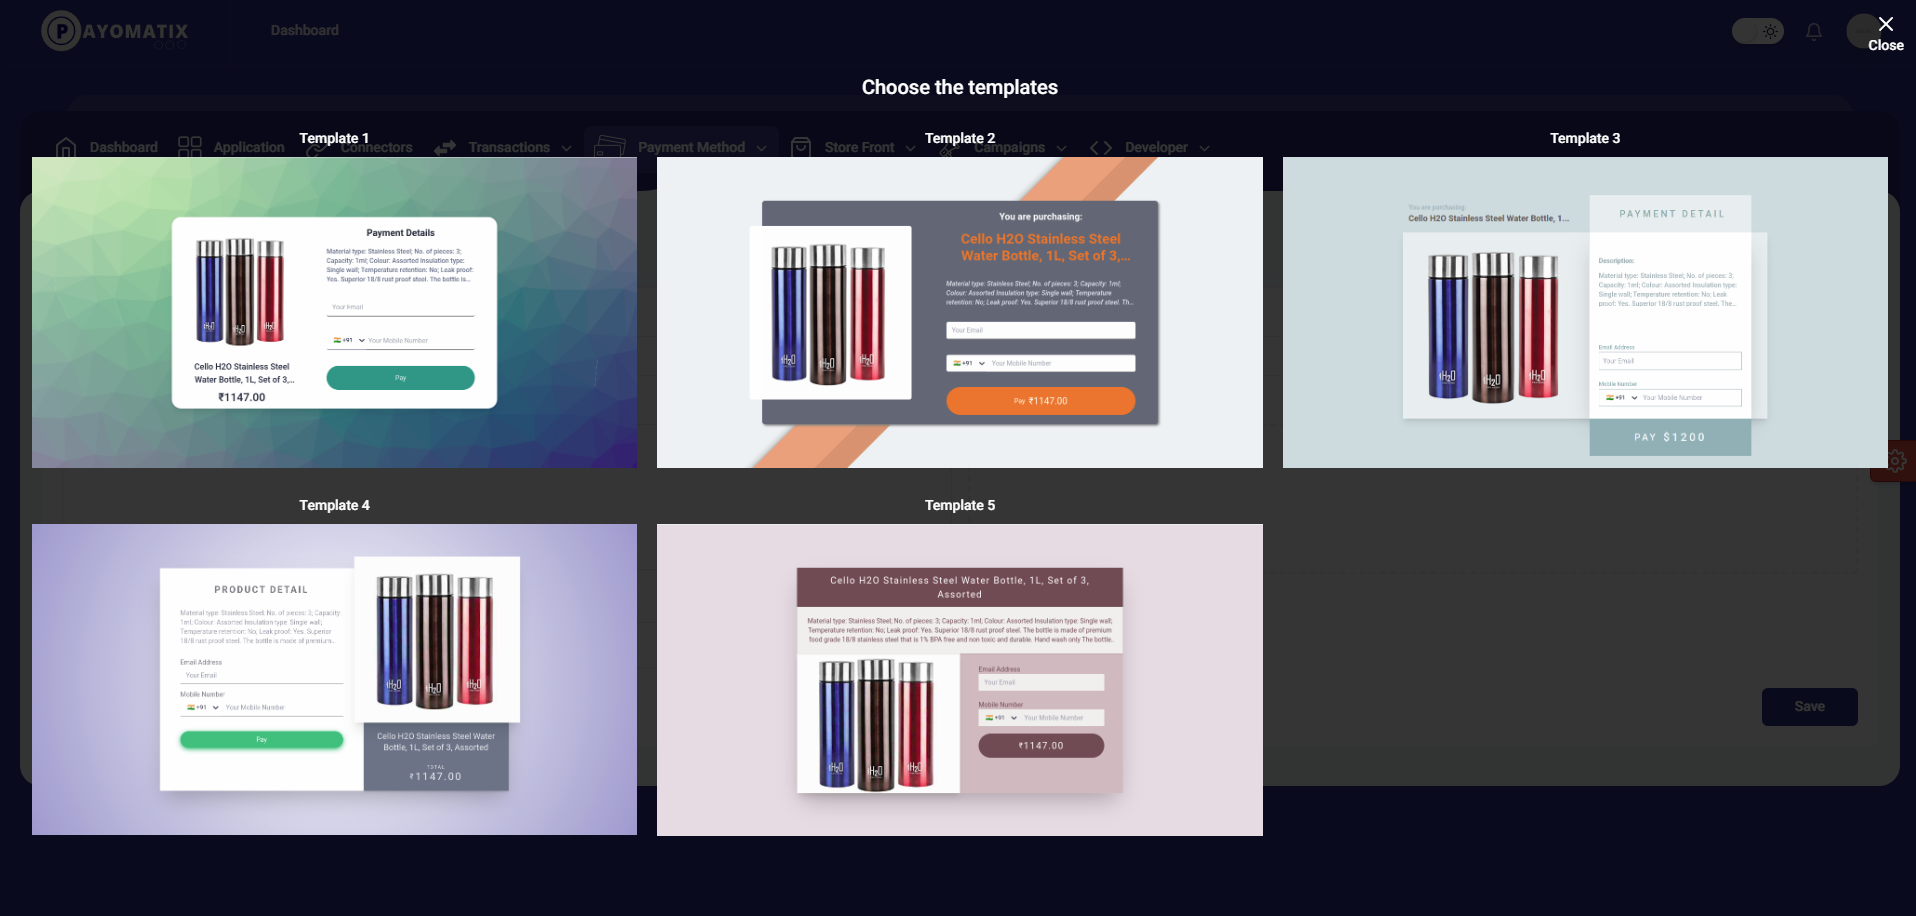 PAYOMATIX
Dashboard
Close
Choose the templates
Dashboard
Application
Connectors
Transactions
Payment Method
Store Front
Campaigns
Developer
Template 1
Payment Details
Material type: Stainless Steel; No. of pieces: 3;
Capacity: 1ml; Colour: Assorted Insulation type:
Single wall; Temperature retention: No; Leak proof:
Yes. Superior 18/8 rust proof steel. The bottle is...
Your Email
+91 Your Mobile Number
Pay
H2O H2O H2O
Cello H2O Stainless Steel
Water Bottle, 1L, Set of 3,...
₹1147.00
Template 2
You are purchasing:
Cello H2O Stainless Steel
Water Bottle, 1L, Set of 3,...
Material type: Stainless Steel; No. of pieces: 3; Capacity: 1ml;
Colour: Assorted Insulation type: Single wall; Temperature
retention: No; Leak proof: Yes. Superior 18/8 rust proof steel. Th...
Your Email
+91 Your Mobile Number
Pay ₹1147.00
H2O H2O H2O
Template 3
You are purchasing:
Cello H2O Stainless Steel Water Bottle, 1...
PAYMENT DETAIL
Description:
Material type: Stainless Steel; No. of pieces: 3;
Capacity: 1ml; Colour: Assorted Insulation type:
Single wall; Temperature retention: No; Leak
proof: Yes. Superior 18/8 rust proof steel. The...
Email Address
Your Email
Mobile Number
+91 Your Mobile Number
PAY $1200
H2O H2O H2O
Template 4
PRODUCT DETAIL
Material type: Stainless Steel; No. of pieces: 3; Capacity:
1ml; Colour: Assorted Insulation type: Single wall;
Temperature retention: No; Leak proof: Yes. Superior
18/8 rust proof steel. The bottle is made of premium...
Email Address
Your Email
Mobile Number
+91 Your Mobile Number
Pay
H2O H2O H2O
Cello H2O Stainless Steel Water
Bottle, 1L, Set of 3, Assorted
TOTAL
₹1147.00
Template 5
Cello H2O Stainless Steel Water Bottle, 1L, Set of 3,
Assorted
Material type: Stainless Steel; No. of pieces: 3; Capacity: 1ml; Colour: Assorted Insulation type: Single wall;
Temperature retention: No; Leak proof: Yes. Superior 18/8 rust proof steel. The bottle is made of premium
food grade 18/8 stainless steel that is 1% BPA free and non toxic and durable. Hand wash only The bottle..
Email Address
Your Email
Mobile Number
+91 Your Mobile Number
₹1147.00
H2O H2O H2O
Save